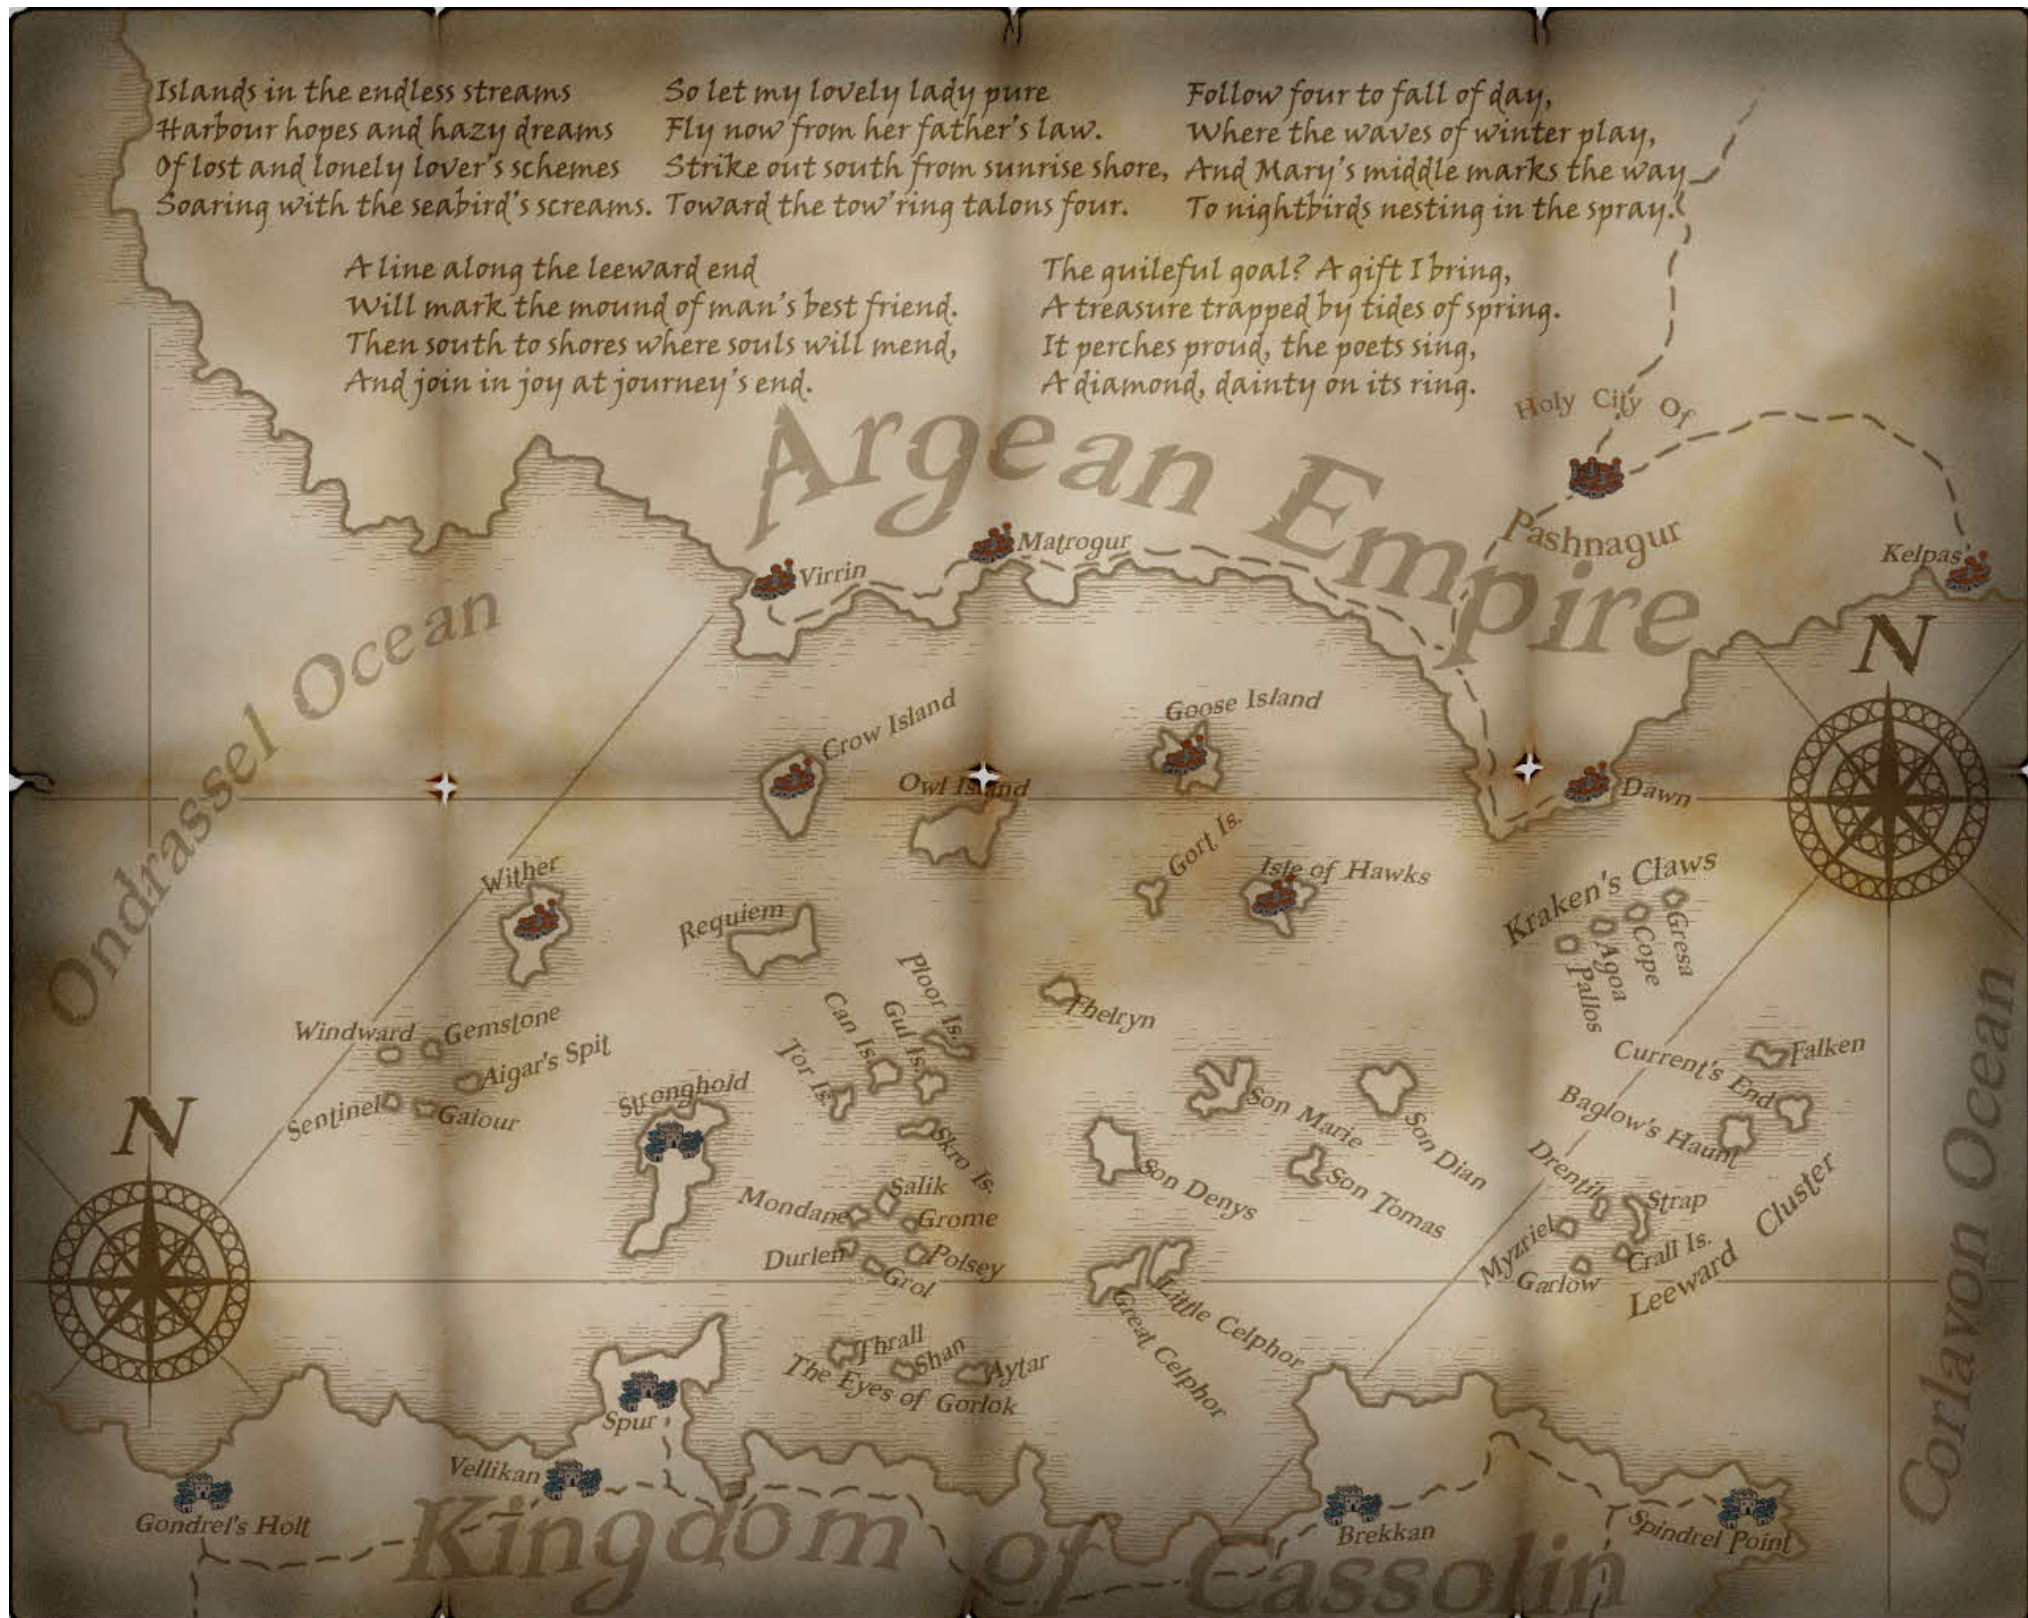 Islands in the endless streams
Harbour hopes and hazy dreams
Of lost and lonely lover's schemes
Soaring with the seabird's screams.
So let my lovely lady pure
Fly now from her father's law.
Strike out south from sunrise shore,
Toward the tow'ring talons four.
Follow four to fall of day,
Where the waves of winter play,
And Mary's middle marks the way
To nightbirds nesting in the spray.
A line along the leeward end
Will mark the mound of man's best friend.
Then south to shores where souls will mend,
And join in joy at journey's end.
The guileful goal? A gift I bring,
A treasure trapped by tides of spring.
It perches proud, the poets sing,
A diamond, dainty on its ring.
Argean Empire
Holy City Of
Pashnagur
Kelpas
Matrogur
Virrin
Ondrassel Ocean
N
Crow Island
Goose Island
Owl Island
Dawn
Gort Is.
Isle of Hawks
Wither
Requiem
Kraken's Claws
Gresa
Cope
Agoa
Pallos
Ploor Is.
Gul Is.
Can Is.
Tor Is.
Skro Is.
Fhelryn
Windward
Gemstone
Aigar's Spit
Sentinel
Galour
Stronghold
N
Falken
Current's End
Baglow's Haunt
Son Marie
Son Dian
Son Denys
Son Tomas
Drentik
Strap
Myzriel
Crall Is.
Garlow
Leeward Cluster
Salik
Mondane
Grome
Durlen
Polsey
Grol
Little Celphor
Great Celphor
Thrall
Shan
Aytar
The Eyes of Gorlok
Corlavon Ocean
Spur
Vellikan
Gondrel's Holt
Brekkan
Spindrel Point
Kingdom of Cassolin